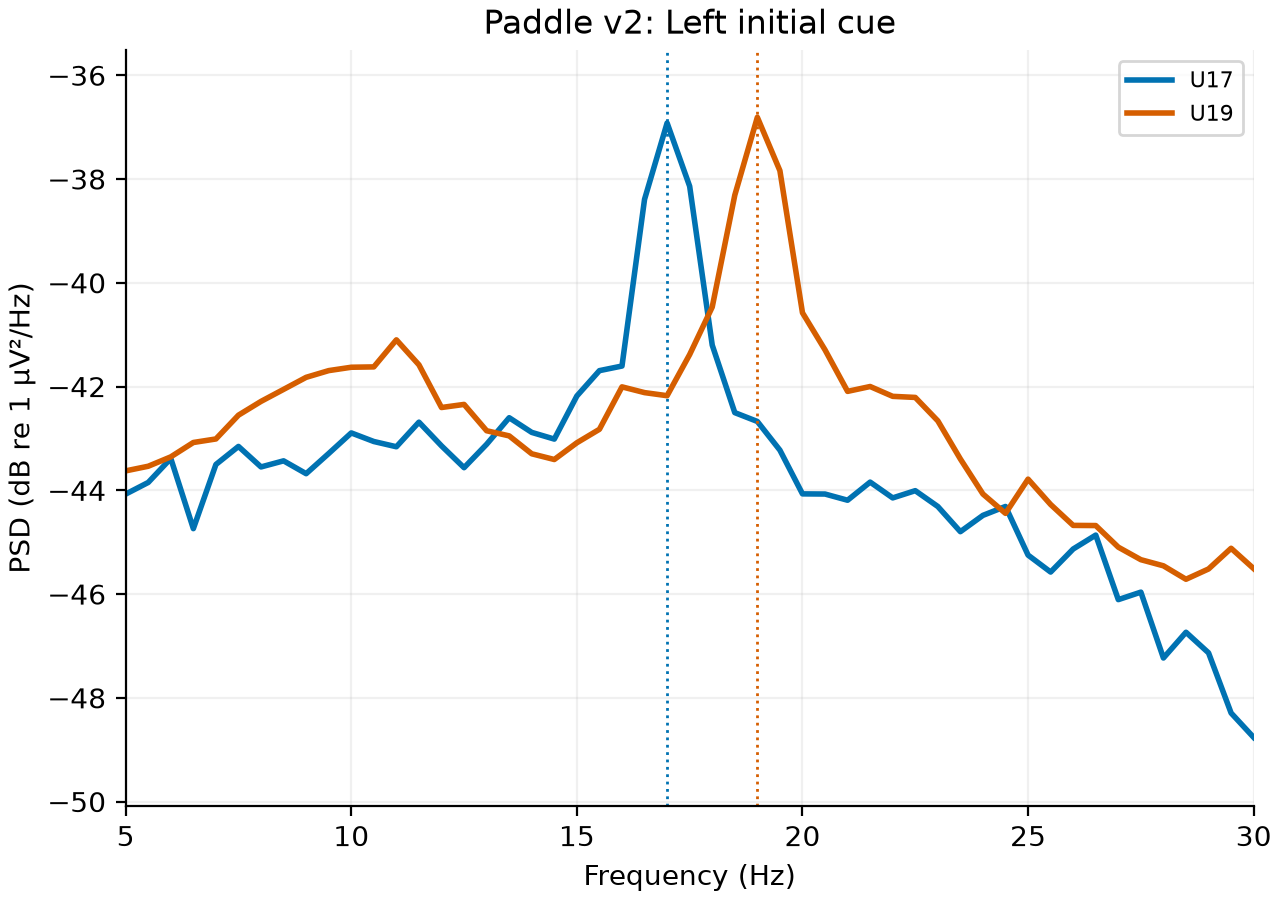 Paddle v2: Left initial cue
U17
U19
PSD (dB re 1 µV²/Hz)
−36
−38
−40
−42
−44
−46
−48
−50
5 10 15 20 25 30
Frequency (Hz)